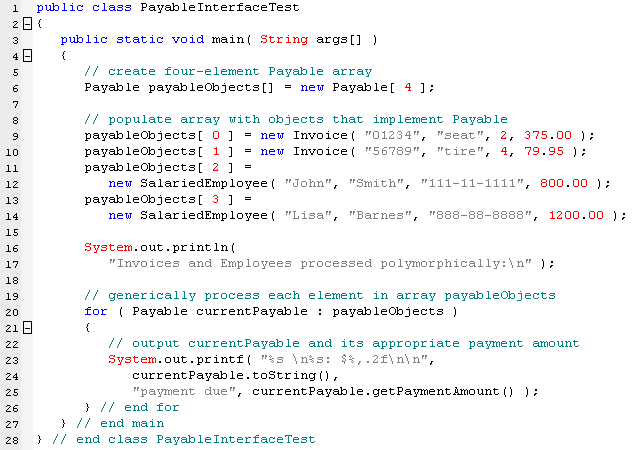 1 public class PayableInterfaceTest
2 {
3 public static void main( String args[] )
4 {
5 // create four-element Payable array
6 Payable payableObjects[] = new Payable[ 4 ];
7
8 // populate array with objects that implement Payable
9 payableObjects[ 0 ] = new Invoice( "01234", "seat", 2, 375.00 );
10 payableObjects[ 1 ] = new Invoice( "56789", "tire", 4, 79.95 );
11 payableObjects[ 2 ] =
12 new SalariedEmployee( "John", "Smith", "111-11-1111", 800.00 );
13 payableObjects[ 3 ] =
14 new SalariedEmployee( "Lisa", "Barnes", "888-88-8888", 1200.00 );
15
16 System.out.println(
17 "Invoices and Employees processed polymorphically:\n" );
18
19 // generically process each element in array payableObjects
20 for ( Payable currentPayable : payableObjects )
21 {
22 // output currentPayable and its appropriate payment amount
23 System.out.printf( "%s \n%s: $%,.2f\n\n",
24 currentPayable.toString(),
25 "payment due", currentPayable.getPaymentAmount() );
26 } // end for
27 } // end main
28 } // end class PayableInterfaceTest